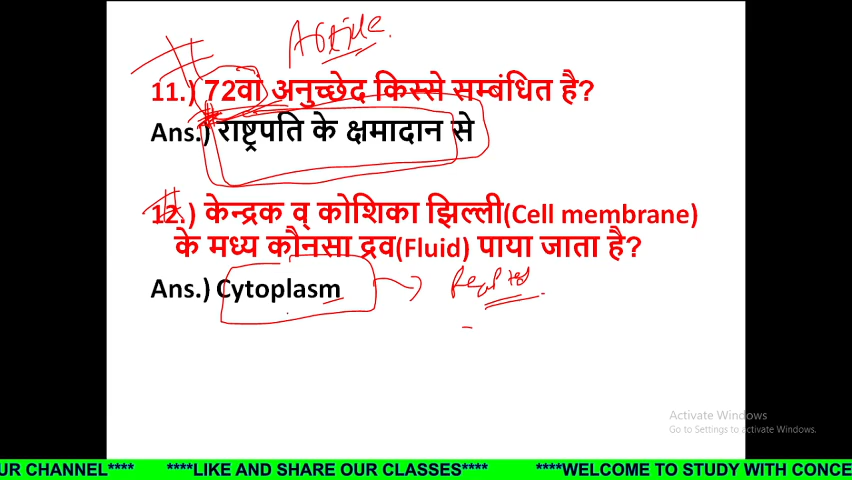 Article
11.) 72वां अनुच्छेद किस्से सम्बंधित है?
Ans.) राष्ट्रपति के क्षमादान से
12.) केन्द्रक व् कोशिका झिल्ली(Cell membrane)
के मध्य कौनसा द्रव(Fluid) पाया जाता है?
Ans.) Cytoplasm
Activate Windows
Go to Settings to activate Windows.
UR CHANNEL**** ****LIKE AND SHARE OUR CLASSES**** ****WELCOME TO STUDY WITH CONCE